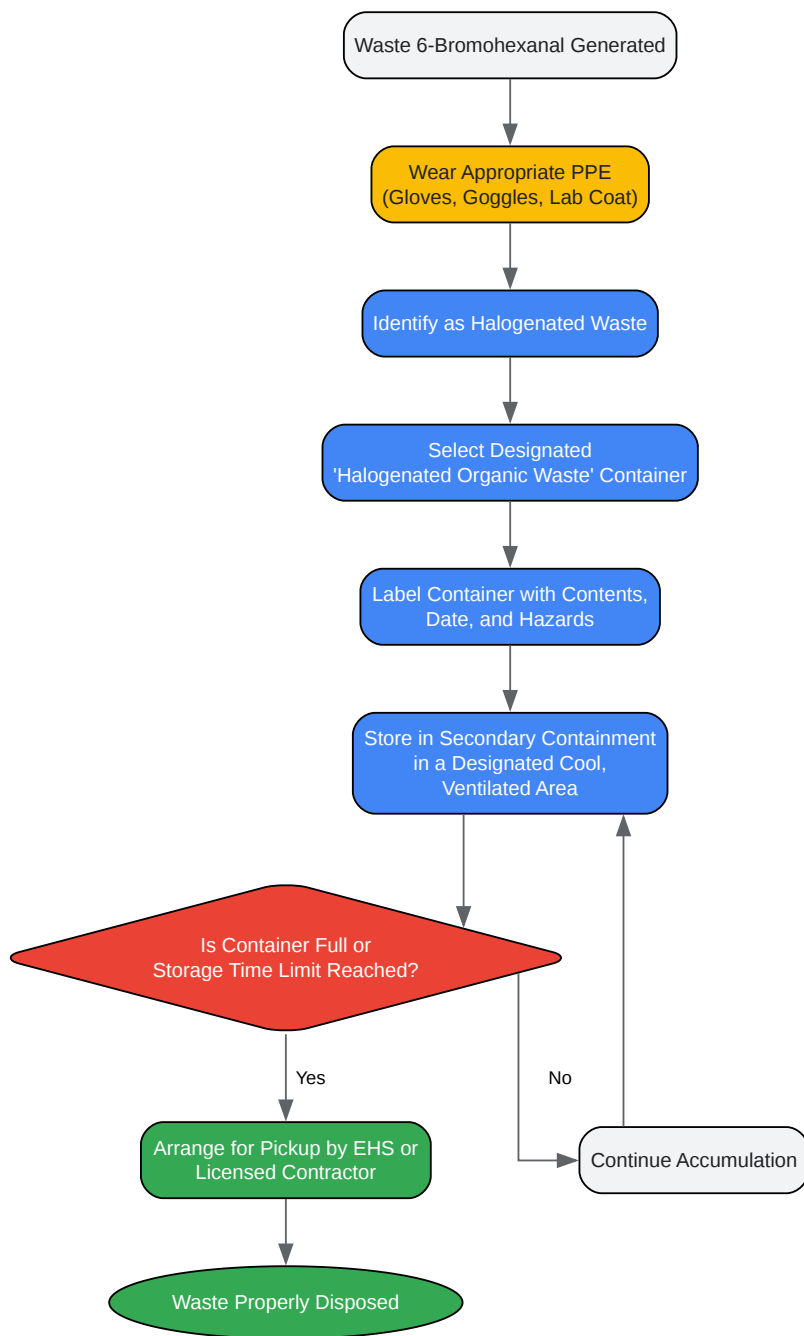 Waste 6-Bromohexanal Generated
Wear Appropriate PPE
(Gloves, Goggles, Lab Coat)
Identify as Halogenated Waste
Select Designated
'Halogenated Organic Waste' Container
Label Container with Contents,
Date, and Hazards
Store in Secondary Containment
in a Designated Cool,
Ventilated Area
Is Container Full or
Storage Time Limit Reached?
Yes
No
Arrange for Pickup by EHS or
Licensed Contractor
Continue Accumulation
Waste Properly Disposed